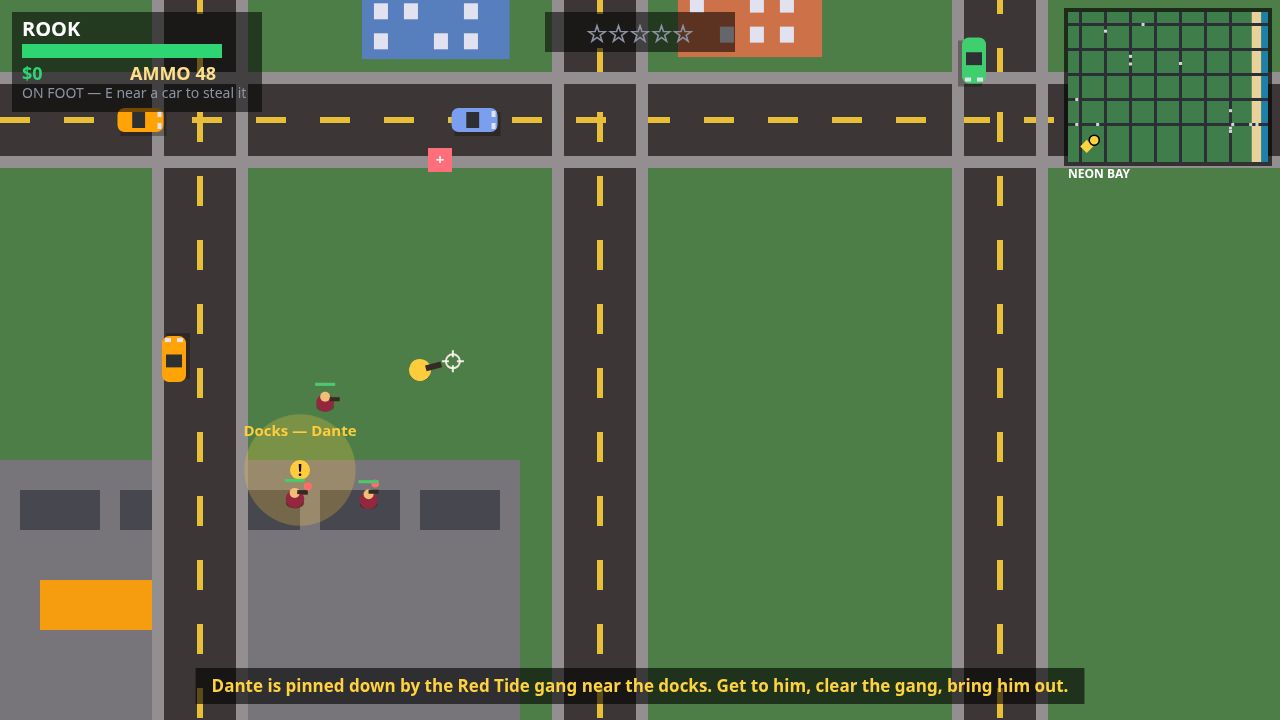 ROOK
☆☆☆☆☆
$0 AMMO 48
ON FOOT — E near a car to steal it
+
NEON BAY
Docks — Dante
!
Dante is pinned down by the Red Tide gang near the docks. Get to him, clear the gang, bring him out.